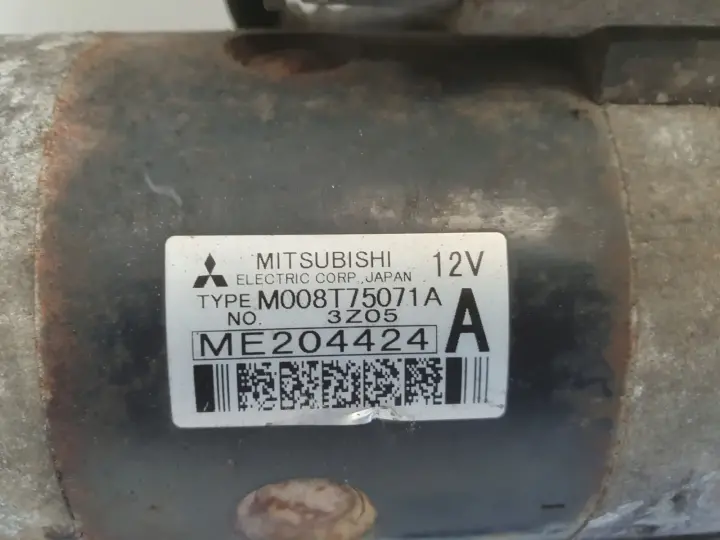 MITSUBISHI 12V
ELECTRIC CORP., JAPAN
TYPE M008T75071A
NO. 3Z05
ME204424 A